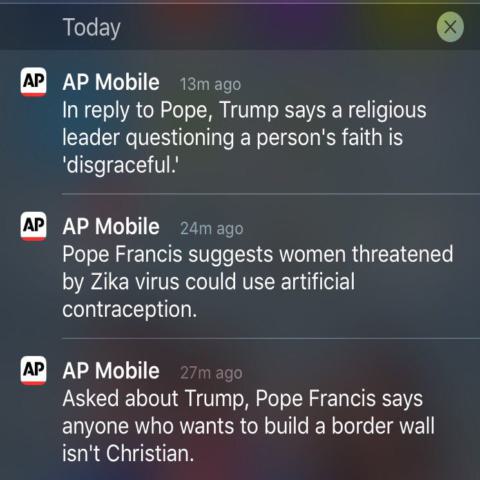 Today
AP AP Mobile 13m ago
In reply to Pope, Trump says a religious
leader questioning a person's faith is
'disgraceful.'
AP AP Mobile 24m ago
Pope Francis suggests women threatened
by Zika virus could use artificial
contraception.
AP AP Mobile 27m ago
Asked about Trump, Pope Francis says
anyone who wants to build a border wall
isn't Christian.